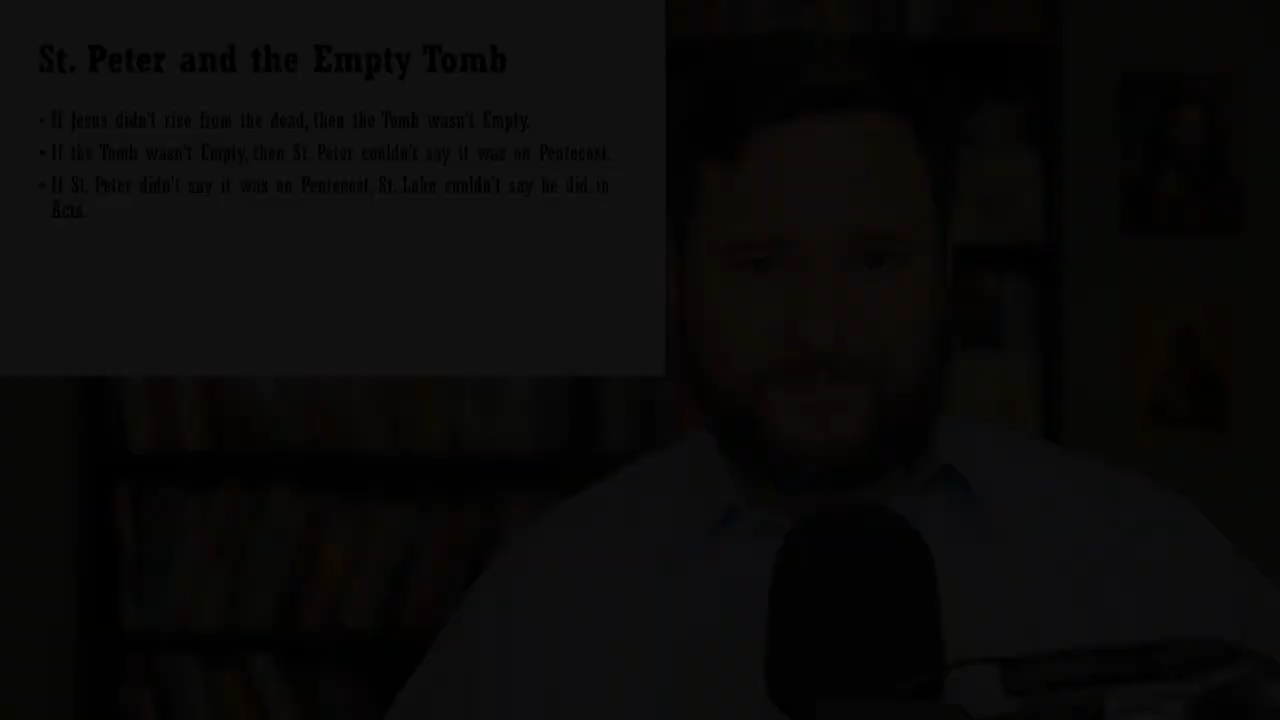 St. Peter and the Empty Tomb
• If Jesus didn't rise from the dead, then the Tomb wasn't Empty.
• If the Tomb wasn't Empty, then St. Peter couldn't say it was on Pentecost.
• If St. Peter didn't say it was on Pentecost, St. Luke couldn't say he did in
Acts.